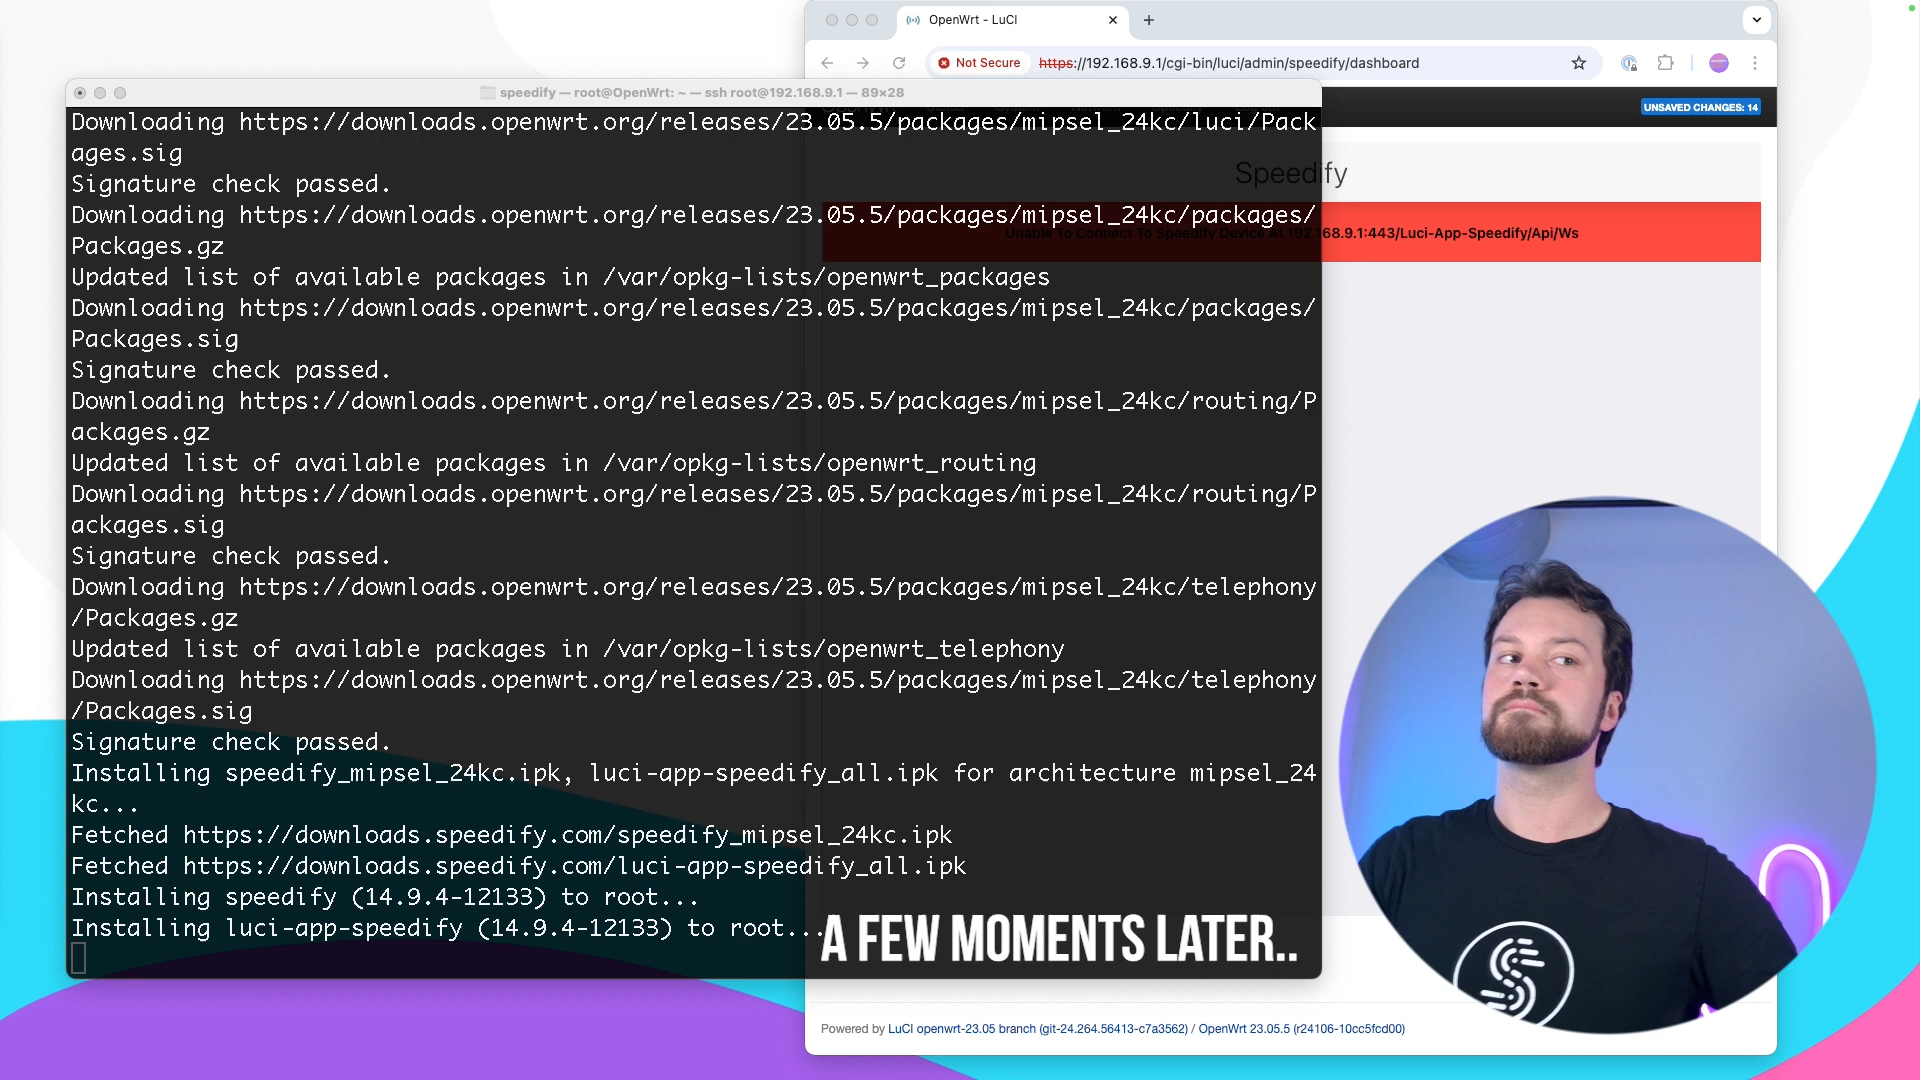 OpenWrt - LuCI
Not Secure
https://192.168.9.1/cgi-bin/luci/admin/speedify/dashboard
speedify — root@OpenWrt: ~ — ssh root@192.168.9.1 — 89×28
UNSAVED CHANGES: 14
Downloading https://downloads.openwrt.org/releases/23.05.5/packages/mipsel_24kc/luci/Pack
ages.sig
Signature check passed.
Speedify
Downloading https://downloads.openwrt.org/releases/23.05.5/packages/mipsel_24kc/packages/
Unable To Connect To Speedify Device At 192.168.9.1:443/Luci-App-Speedify/Api/Ws
Packages.gz
Updated list of available packages in /var/opkg-lists/openwrt_packages
Downloading https://downloads.openwrt.org/releases/23.05.5/packages/mipsel_24kc/packages/
Packages.sig
Signature check passed.
Downloading https://downloads.openwrt.org/releases/23.05.5/packages/mipsel_24kc/routing/P
ackages.gz
Updated list of available packages in /var/opkg-lists/openwrt_routing
Downloading https://downloads.openwrt.org/releases/23.05.5/packages/mipsel_24kc/routing/P
ackages.sig
Signature check passed.
Downloading https://downloads.openwrt.org/releases/23.05.5/packages/mipsel_24kc/telephony
/Packages.gz
Updated list of available packages in /var/opkg-lists/openwrt_telephony
Downloading https://downloads.openwrt.org/releases/23.05.5/packages/mipsel_24kc/telephony
/Packages.sig
Signature check passed.
Installing speedify_mipsel_24kc.ipk, luci-app-speedify_all.ipk for architecture mipsel_24
kc...
Fetched https://downloads.speedify.com/speedify_mipsel_24kc.ipk
Fetched https://downloads.speedify.com/luci-app-speedify_all.ipk
Installing speedify (14.9.4-12133) to root...
Installing luci-app-speedify (14.9.4-12133) to root...
A FEW MOMENTS LATER..
Powered by LuCI openwrt-23.05 branch (git-24.264.56413-c7a3562) / OpenWrt 23.05.5 (r24106-10cc5fcd00)